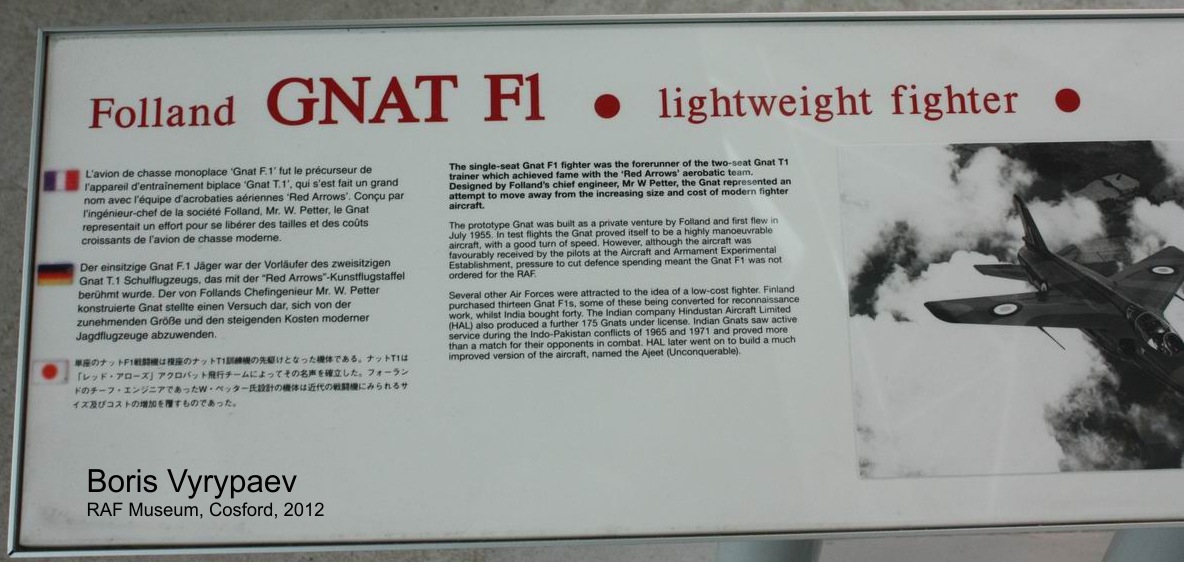 Folland GNAT F1 • lightweight fighter •
L'avion de chasse monoplace 'Gnat F.1' fut le précurseur de
l'appareil d'entraînement biplace 'Gnat T.1', qui s'est fait un grand
nom avec l'équipe d'acrobaties aériennes 'Red Arrows'. Conçu par
l'ingénieur-chef de la société Folland, Mr. W. Petter, le Gnat
representait un effort pour se libérer des tailles et des coûts
croissants de l'avion de chasse moderne.
Der einsitzige Gnat F.1 Jäger war der Vorläufer des zweisitzigen
Gnat T.1 Schulflugzeugs, das mit der "Red Arrows"-Kunstflugstaffel
berühmt wurde. Der von Follands Chefingenieur Mr. W. Petter
konstruierte Gnat stellte einen Versuch dar, sich von der
zunehmenden Größe und den steigenden Kosten moderner
Jagdflugzeuge abzuwenden.
単座のナットF1戦闘機は複座のナットT1訓練機の先駆けとなった機体である。ナットT1は
「レッド・アローズ」アクロバット飛行チームによってその名声を確立した。フォーラン
ドのチーフ・エンジニアであったW・ペッター氏設計の機体は近代の戦闘機にみられるサ
イズ及びコストの増加を覆すものであった。
The single-seat Gnat F1 fighter was the forerunner of the two-seat Gnat T1
trainer which achieved fame with the 'Red Arrows' aerobatic team.
Designed by Folland's chief engineer, Mr W Petter, the Gnat represented an
attempt to move away from the increasing size and cost of modern fighter
aircraft.
The prototype Gnat was built as a private venture by Folland and first flew in
July 1955. In test flights the Gnat proved itself to be a highly manoeuvrable
aircraft, with a good turn of speed. However, although the aircraft was
favourably received by the pilots at the Aircraft and Armament Experimental
Establishment, pressure to cut defence spending meant the Gnat F1 was not
ordered for the RAF.
Several other Air Forces were attracted to the idea of a low-cost fighter. Finland
purchased thirteen Gnat F1s, some of these being converted for reconnaissance
work, whilst India bought forty. The Indian company Hindustan Aircraft Limited
(HAL) also produced a further 175 Gnats under license. Indian Gnats saw active
service during the Indo-Pakistan conflicts of 1965 and 1971 and proved more
than a match for their opponents in combat. HAL later went on to build a much
improved version of the aircraft, named the Ajeet (Unconquerable).
Boris Vyrypaev
RAF Museum, Cosford, 2012